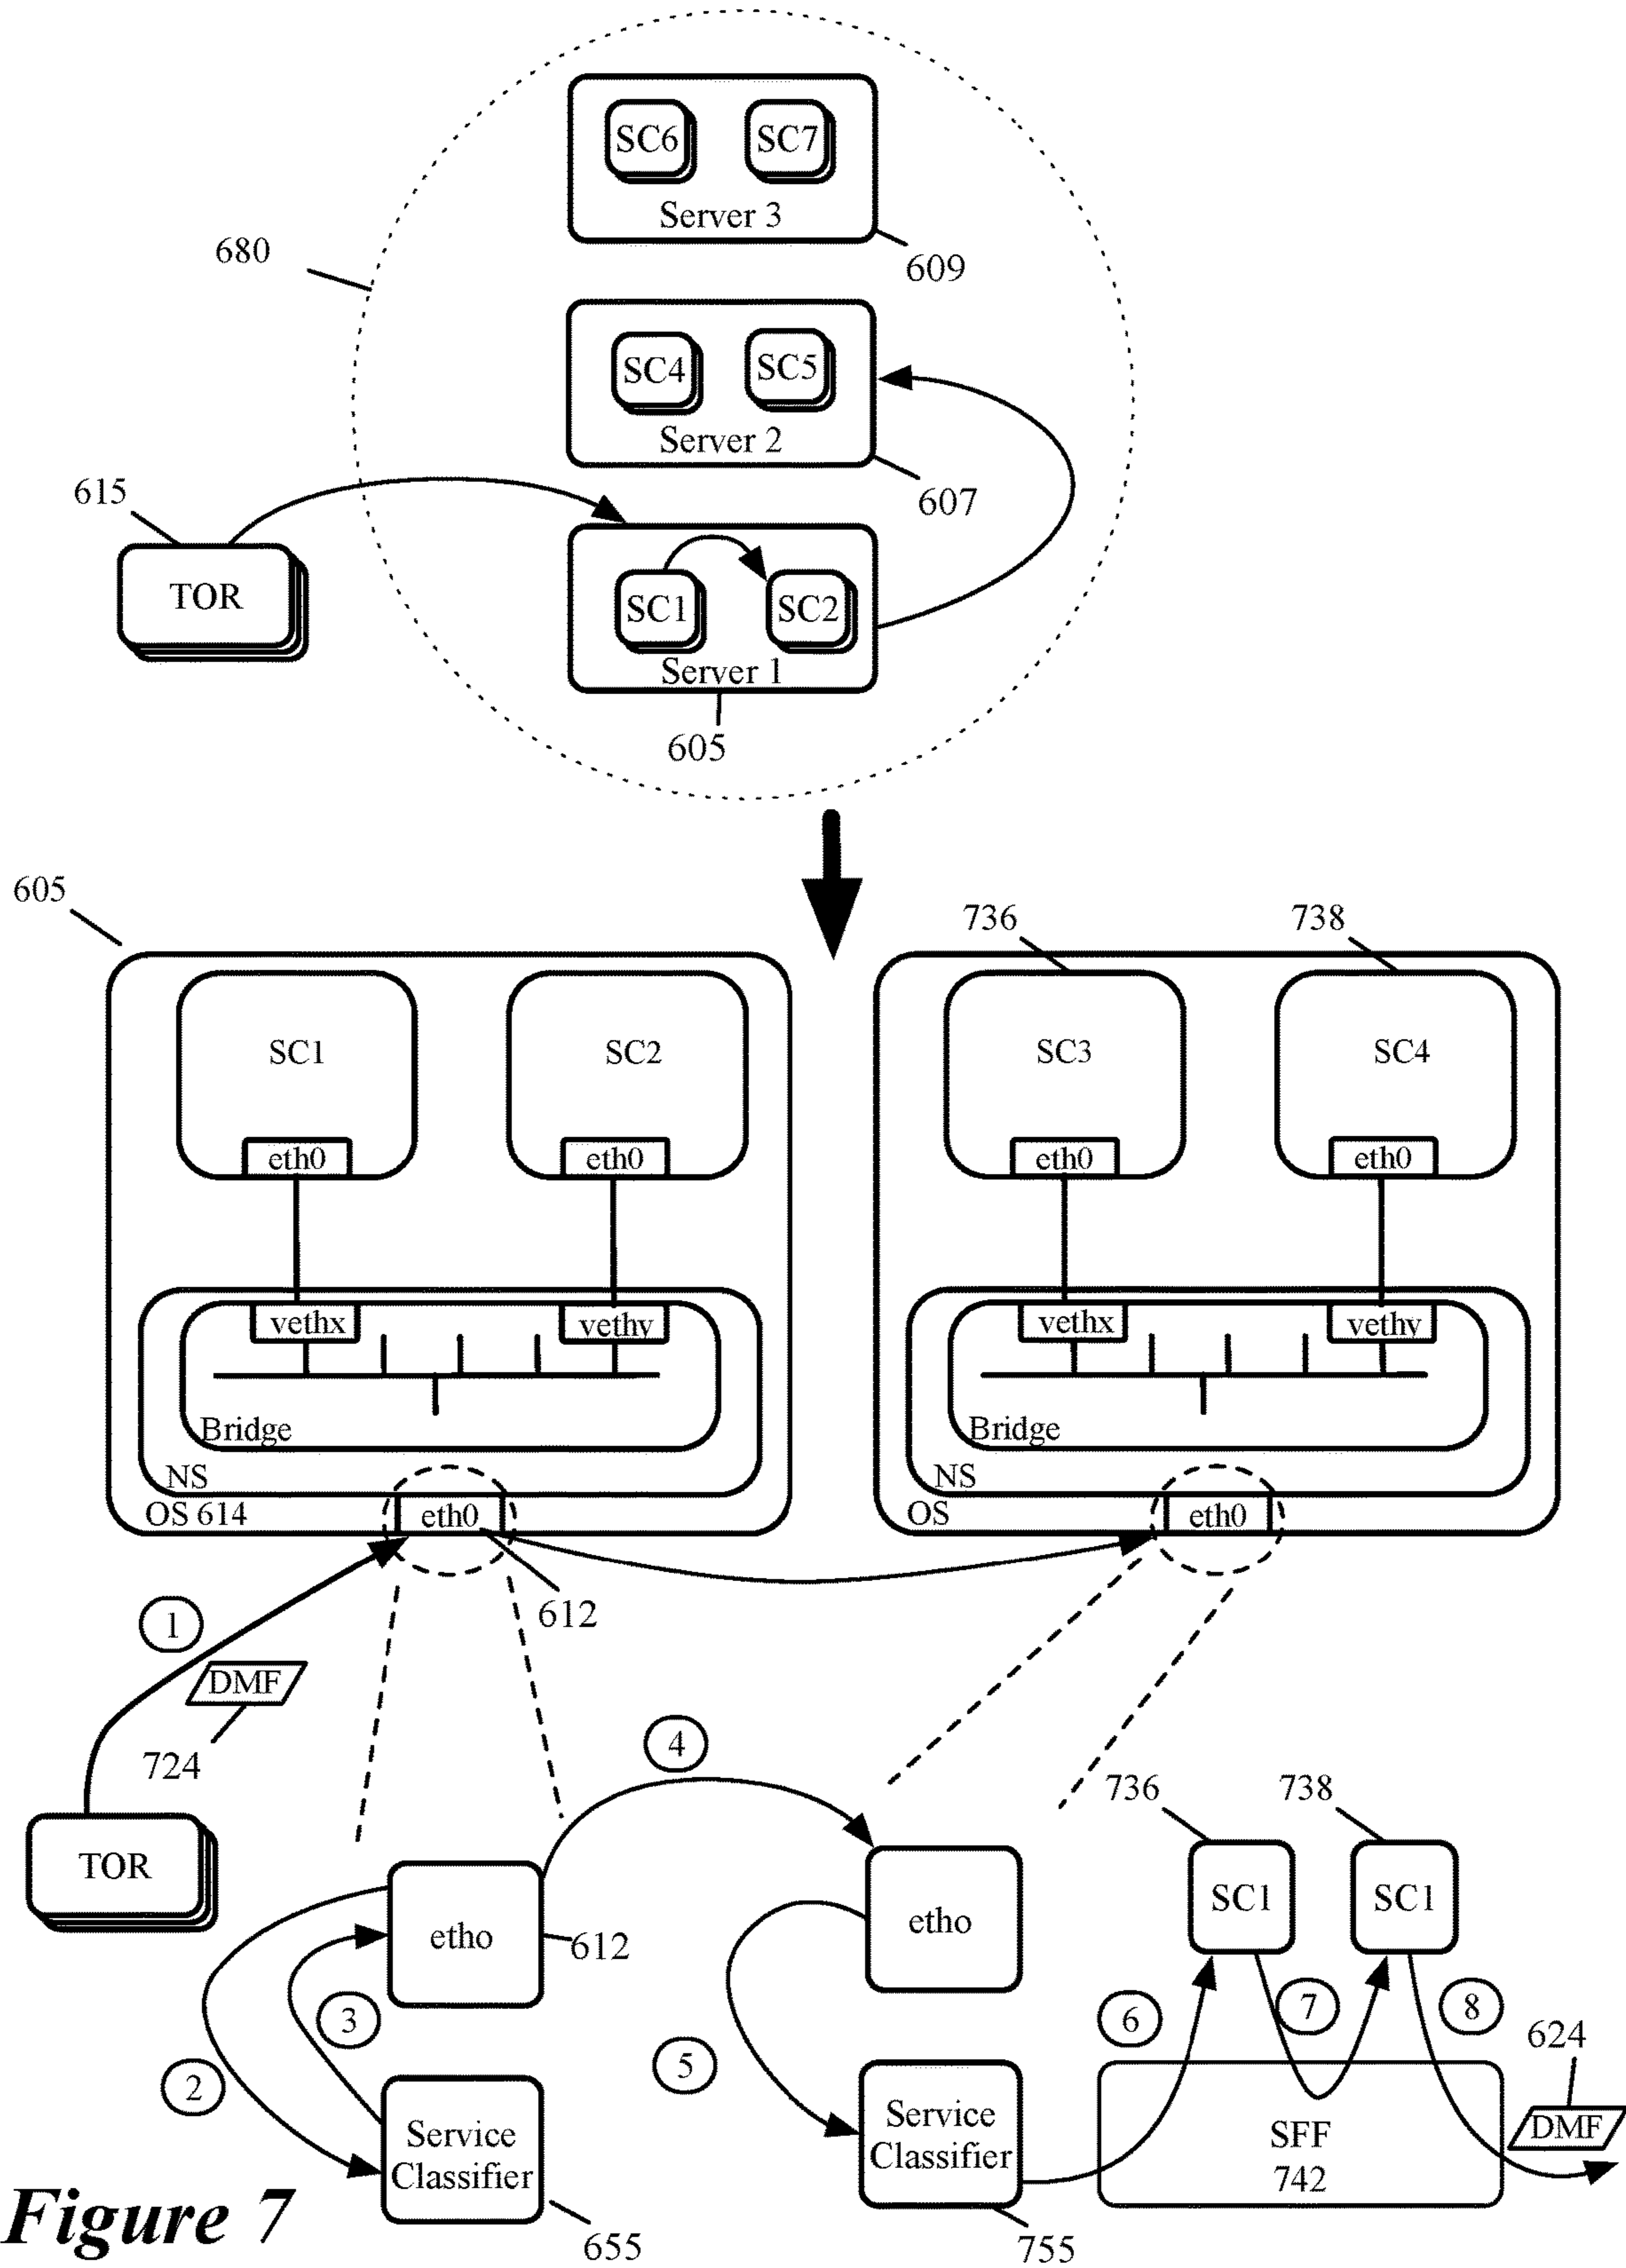 SC6 SC7
Server 3
680
609
SC4 SC5
Server 2
615
607
TOR
SC1 SC2
Server 1
605
605
736 738
SC1 SC2 SC3 SC4
eth0 eth0 eth0 eth0
vethx vethy vethx vethy
Bridge Bridge
NS NS
OS 614 eth0 OS eth0
1
612
DMF
724
4
736 738
TOR
etho
612
etho
SC1 SC1
3
6 7 8
2
5
624
DMF
Service
Classifier
655
Service
Classifier
755
SFF
742
Figure 7